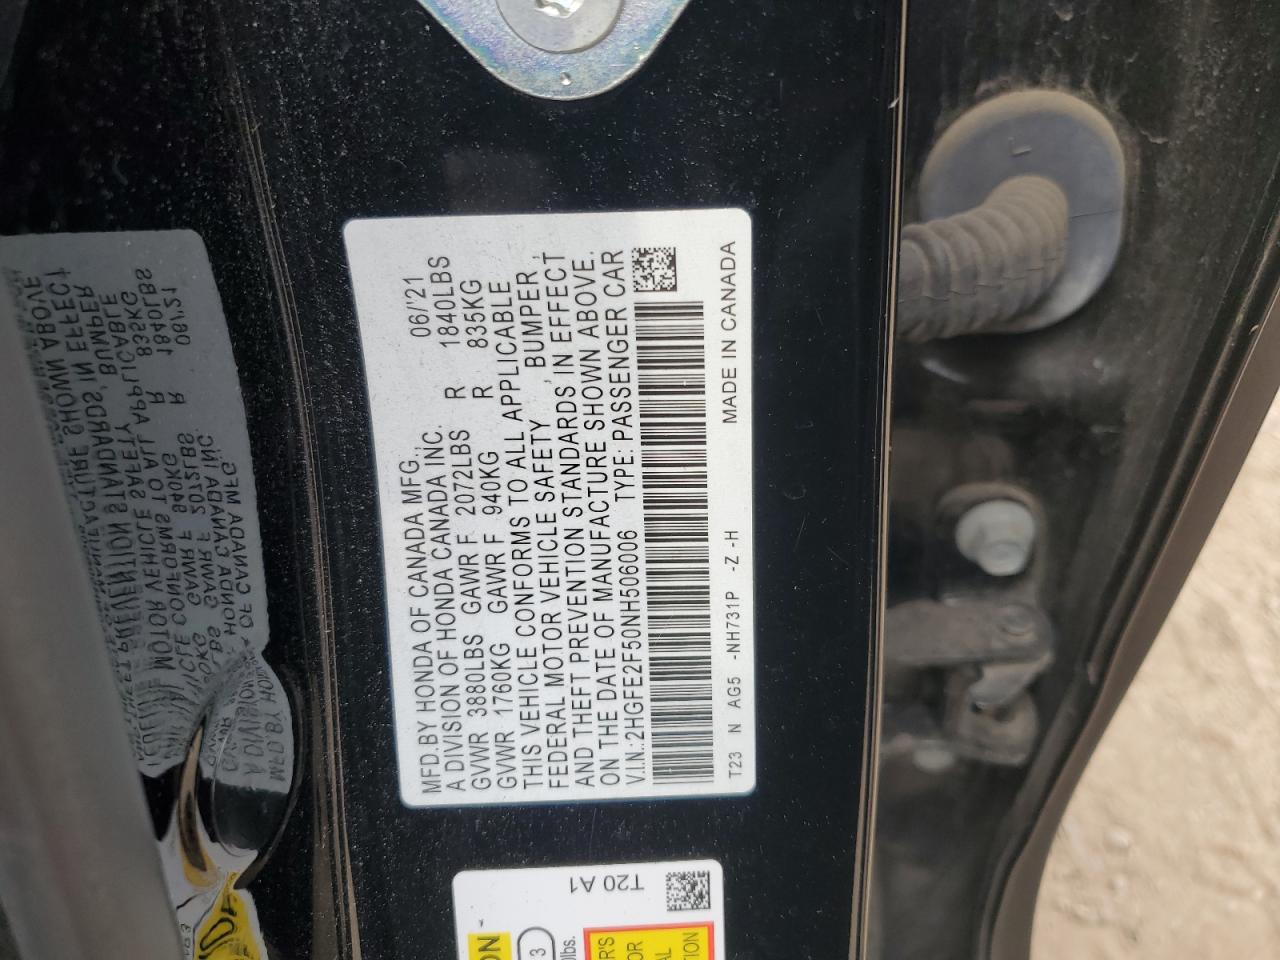 MFD.BY HONDA OF CANADA MFG.,
06/'21
A DIVISION OF HONDA CANADA INC.
GVWR 3880LBS GAWR F 2072LBS R 1840LBS
GVWR 1760KG GAWR F 940KG R 835KG
THIS VEHICLE CONFORMS TO ALL APPLICABLE
FEDERAL MOTOR VEHICLE SAFETY, BUMPER,
AND THEFT PREVENTION STANDARDS, IN EFFECT
ON THE DATE OF MANUFACTURE SHOWN ABOVE.
V.I.N.:2HGFE2F50NH506006 TYPE: PASSENGER CAR
T23 N AG5 -NH731P -Z -H
MADE IN CANADA
T20 A1
3
lbs.